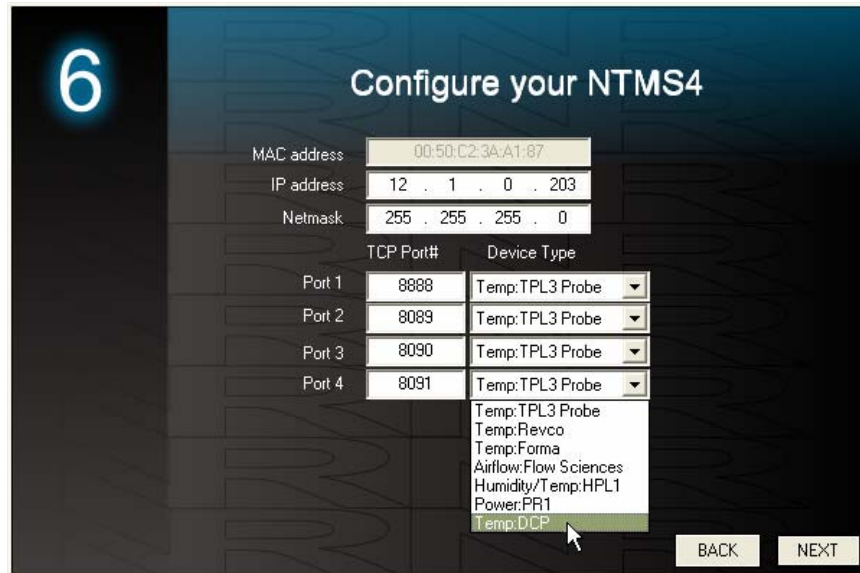 6
Configure your NTMS4
MAC address 00:50:C2:3A:A1:87
IP address 12 . 1 . 0 . 203
Netmask 255 . 255 . 255 . 0
TCP Port# Device Type
Port 1 8888 Temp:TPL3 Probe
Port 2 8089 Temp:TPL3 Probe
Port 3 8090 Temp:TPL3 Probe
Port 4 8091 Temp:TPL3 Probe
Temp:TPL3 Probe
Temp:Revco
Temp:Forma
Airflow:Flow Sciences
Humidity/Temp:HPL1
Power:PR1
Temp:DCP
BACK NEXT